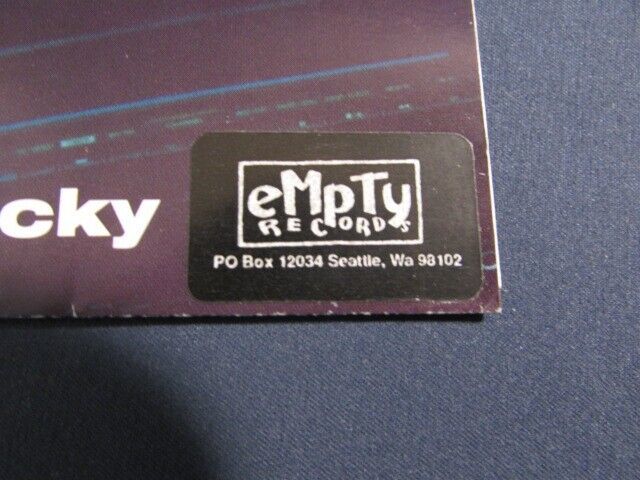 cky
eMpTy
RECORDS
PO Box 12034 Seattle, Wa 98102